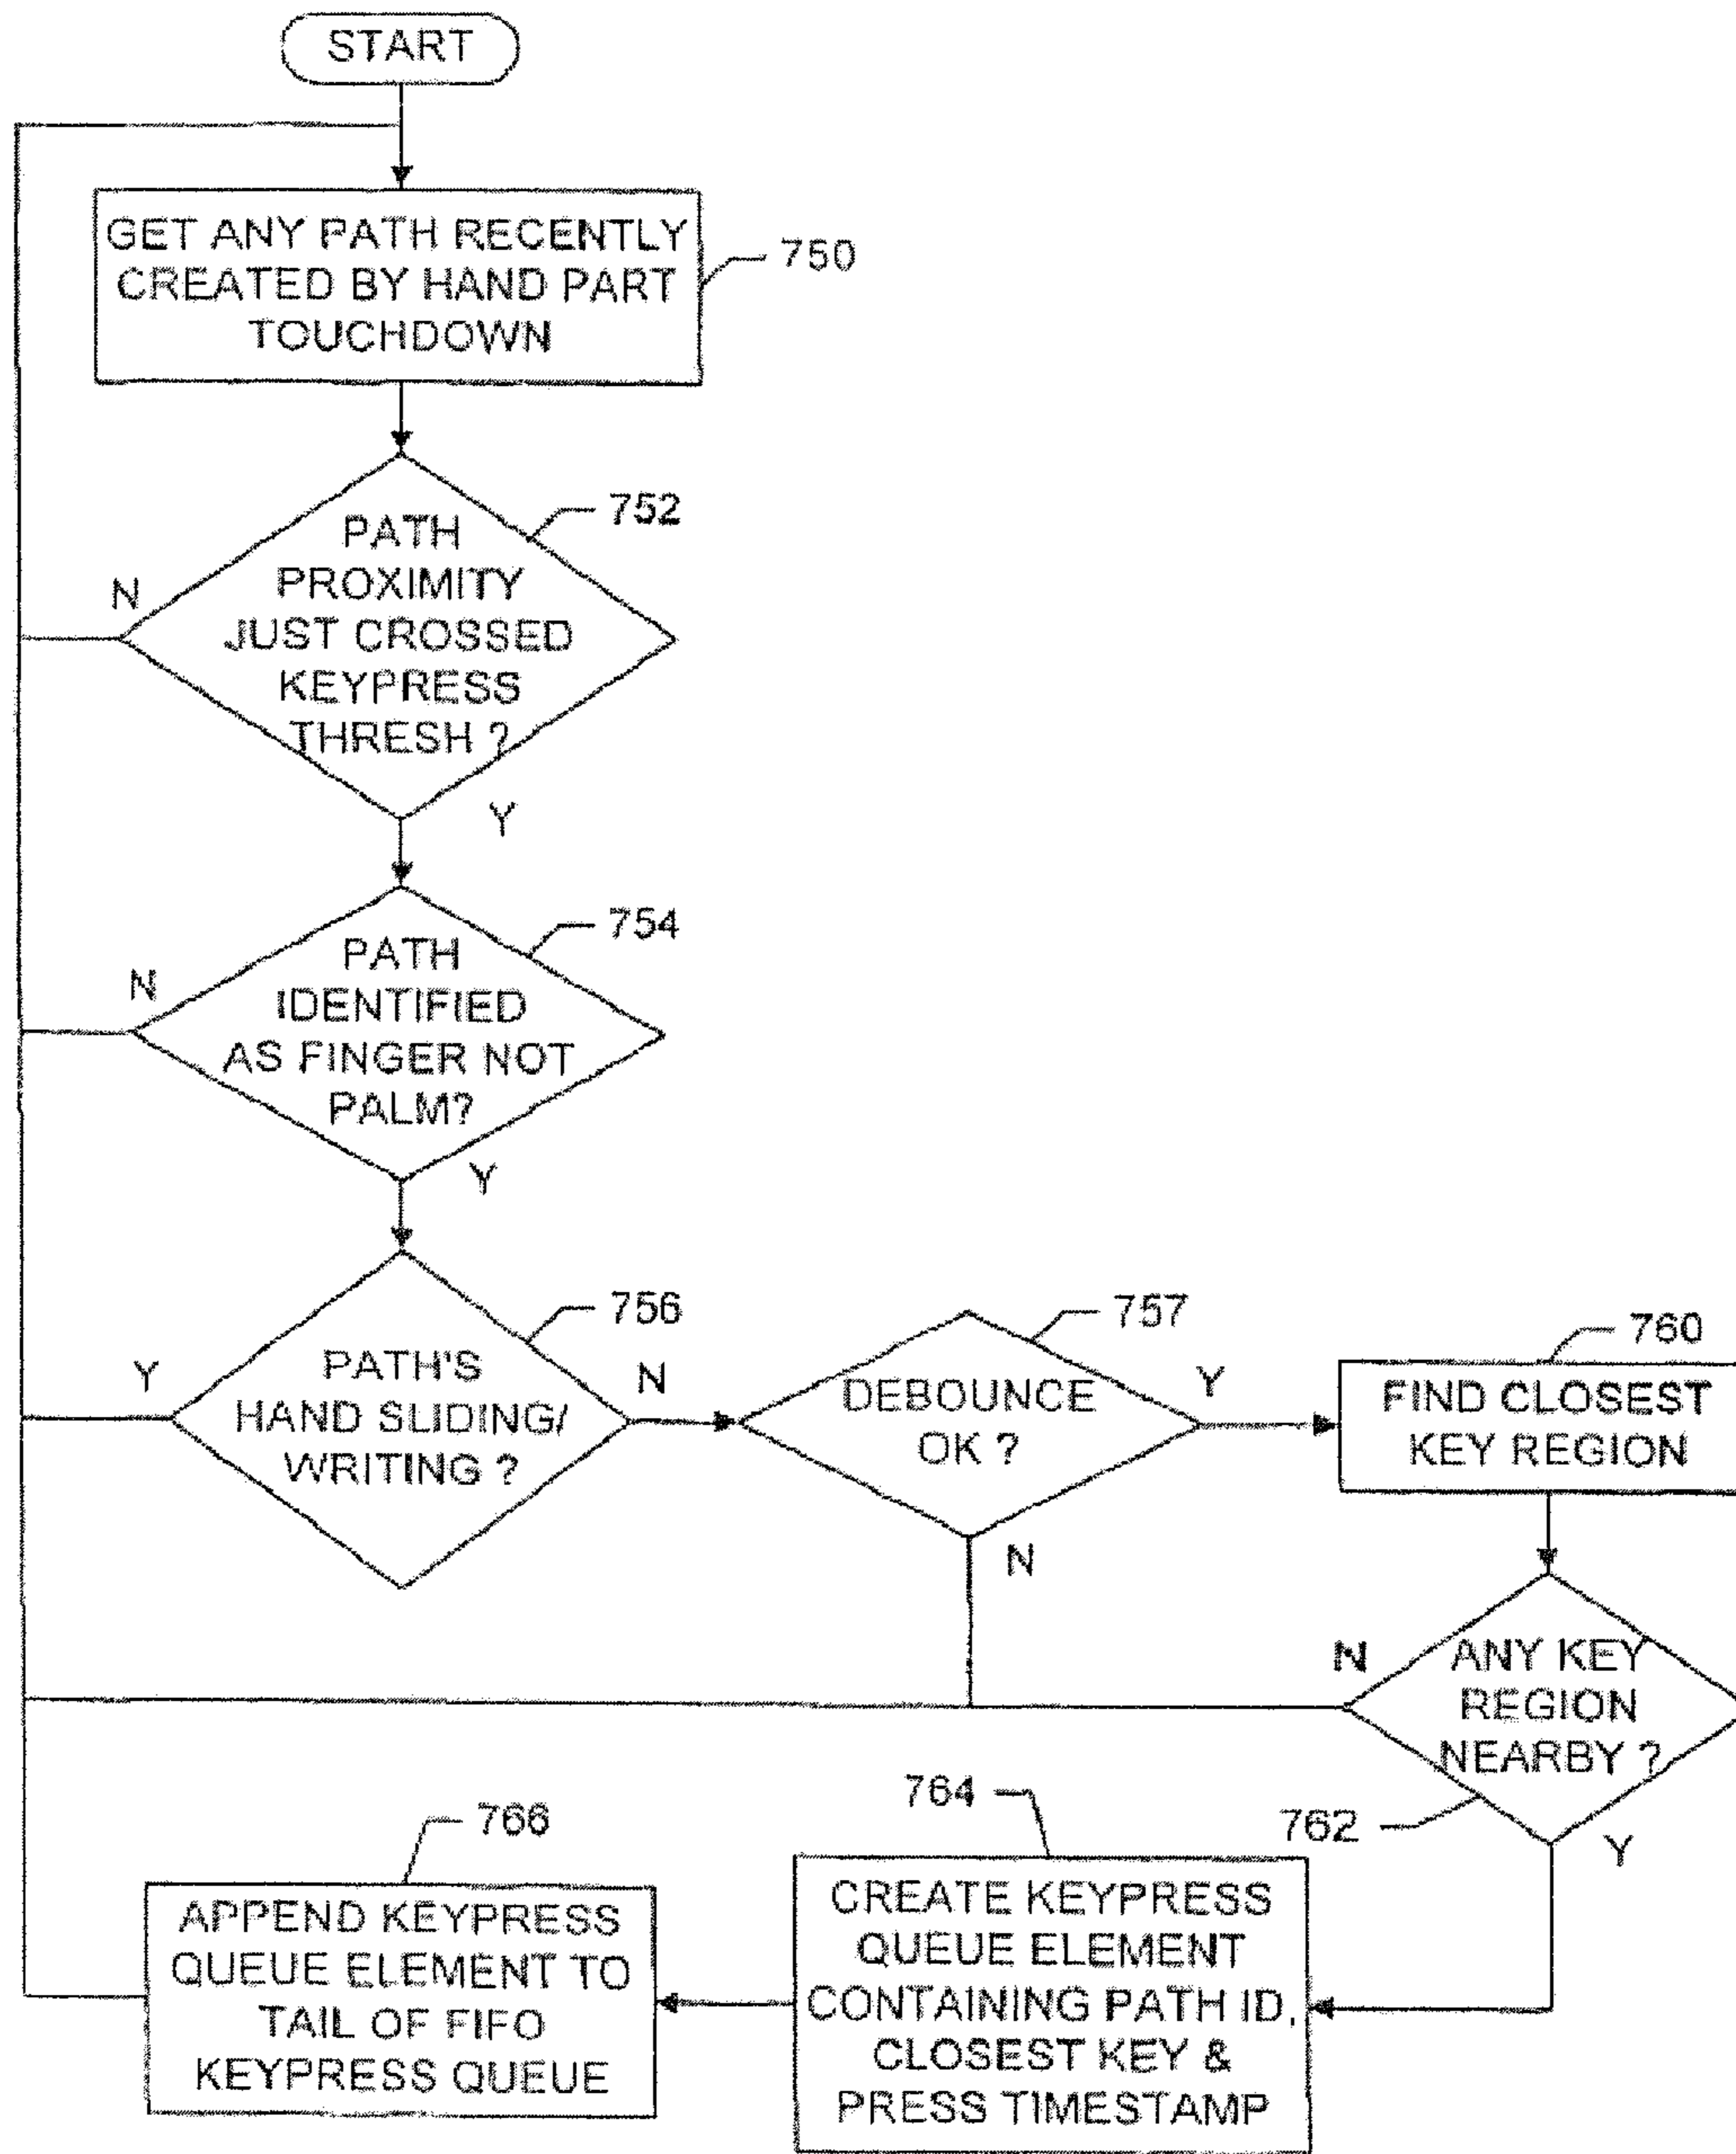 START
GET ANY PATH RECENTLY
CREATED BY HAND PART
TOUCHDOWN
750
752
PATH
PROXIMITY
JUST CROSSED
KEYPRESS
THRESH ?
N
Y
754
PATH
IDENTIFIED
AS FINGER NOT
PALM?
N
Y
756
PATH'S
HAND SLIDING/
WRITING ?
Y
N
757
DEBOUNCE
OK ?
Y
N
760
FIND CLOSEST
KEY REGION
ANY KEY
REGION
NEARBY ?
N
762
Y
764
CREATE KEYPRESS
QUEUE ELEMENT
CONTAINING PATH ID,
CLOSEST KEY &
PRESS TIMESTAMP
766
APPEND KEYPRESS
QUEUE ELEMENT TO
TAIL OF FIFO
KEYPRESS QUEUE